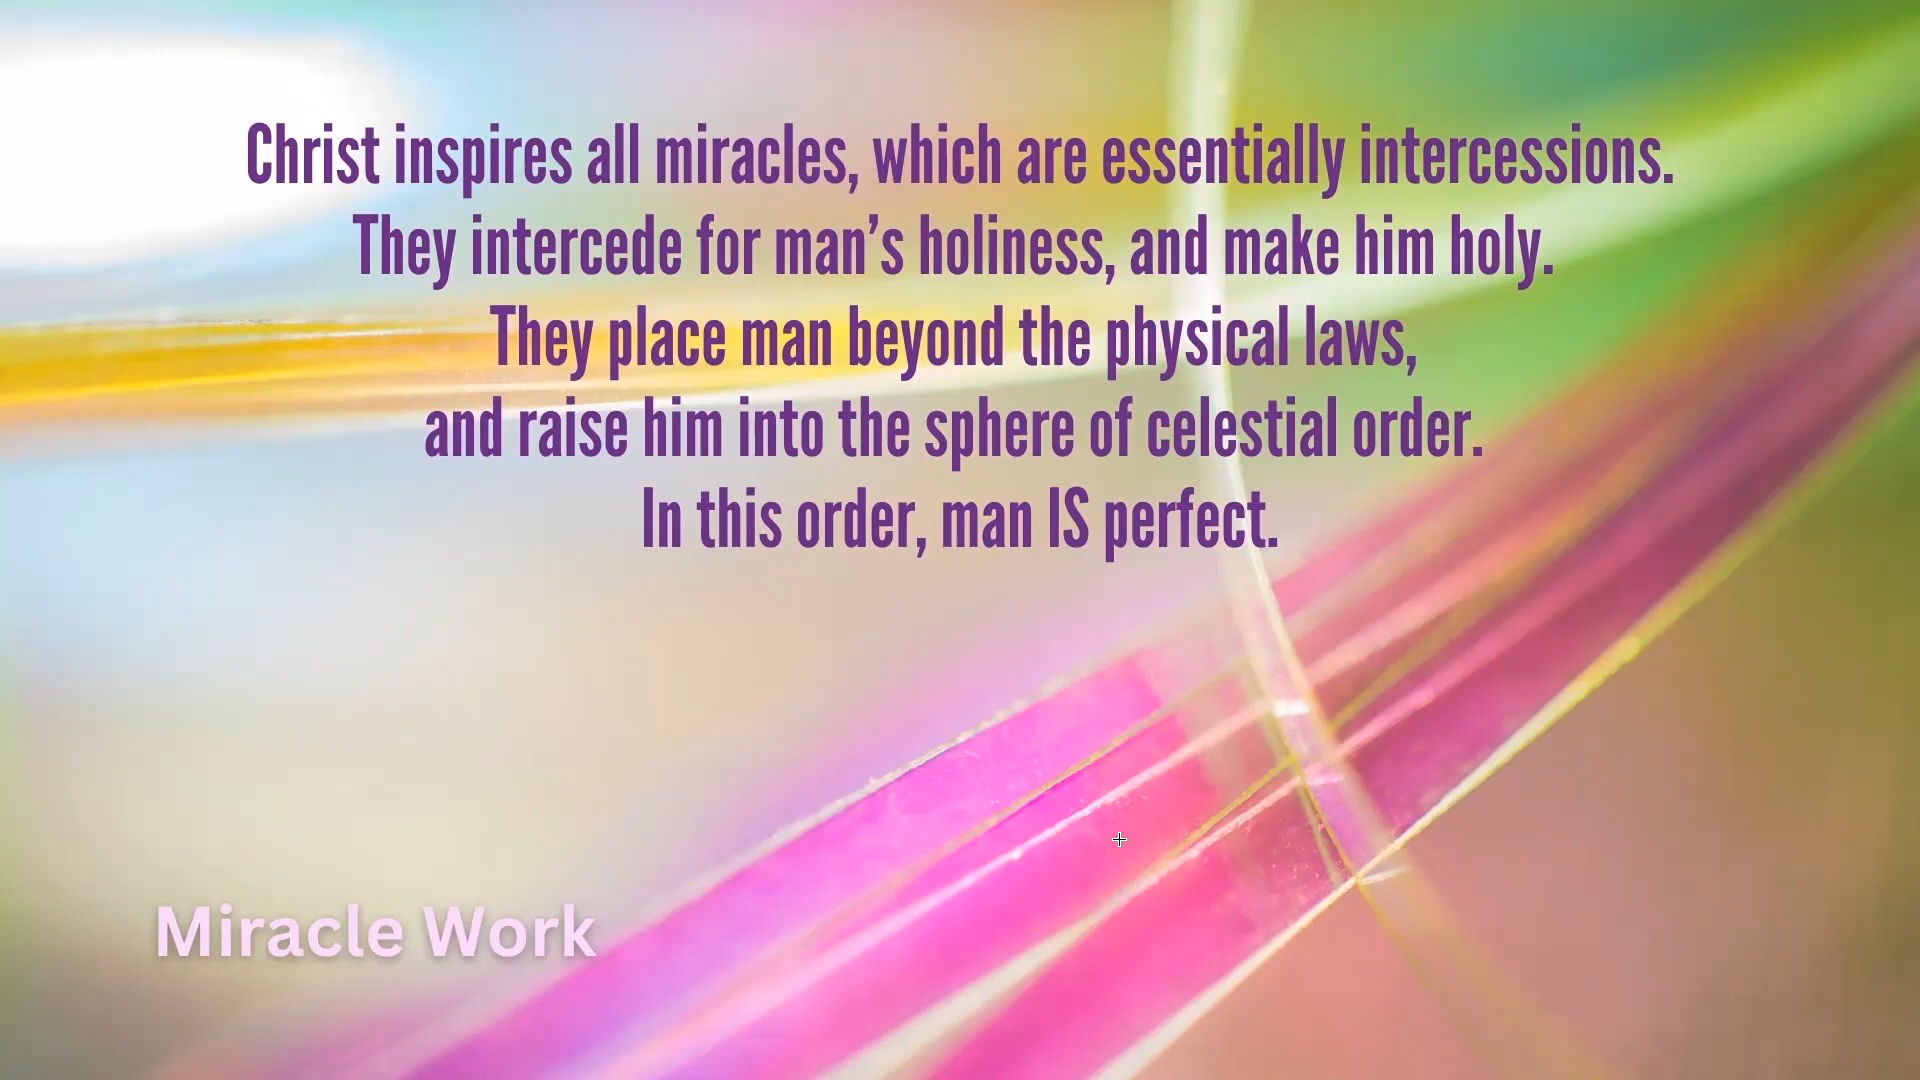 Christ inspires all miracles, which are essentially intercessions.
They intercede for man’s holiness, and make him holy.
They place man beyond the physical laws,
and raise him into the sphere of celestial order.
In this order, man IS perfect.
Miracle Work